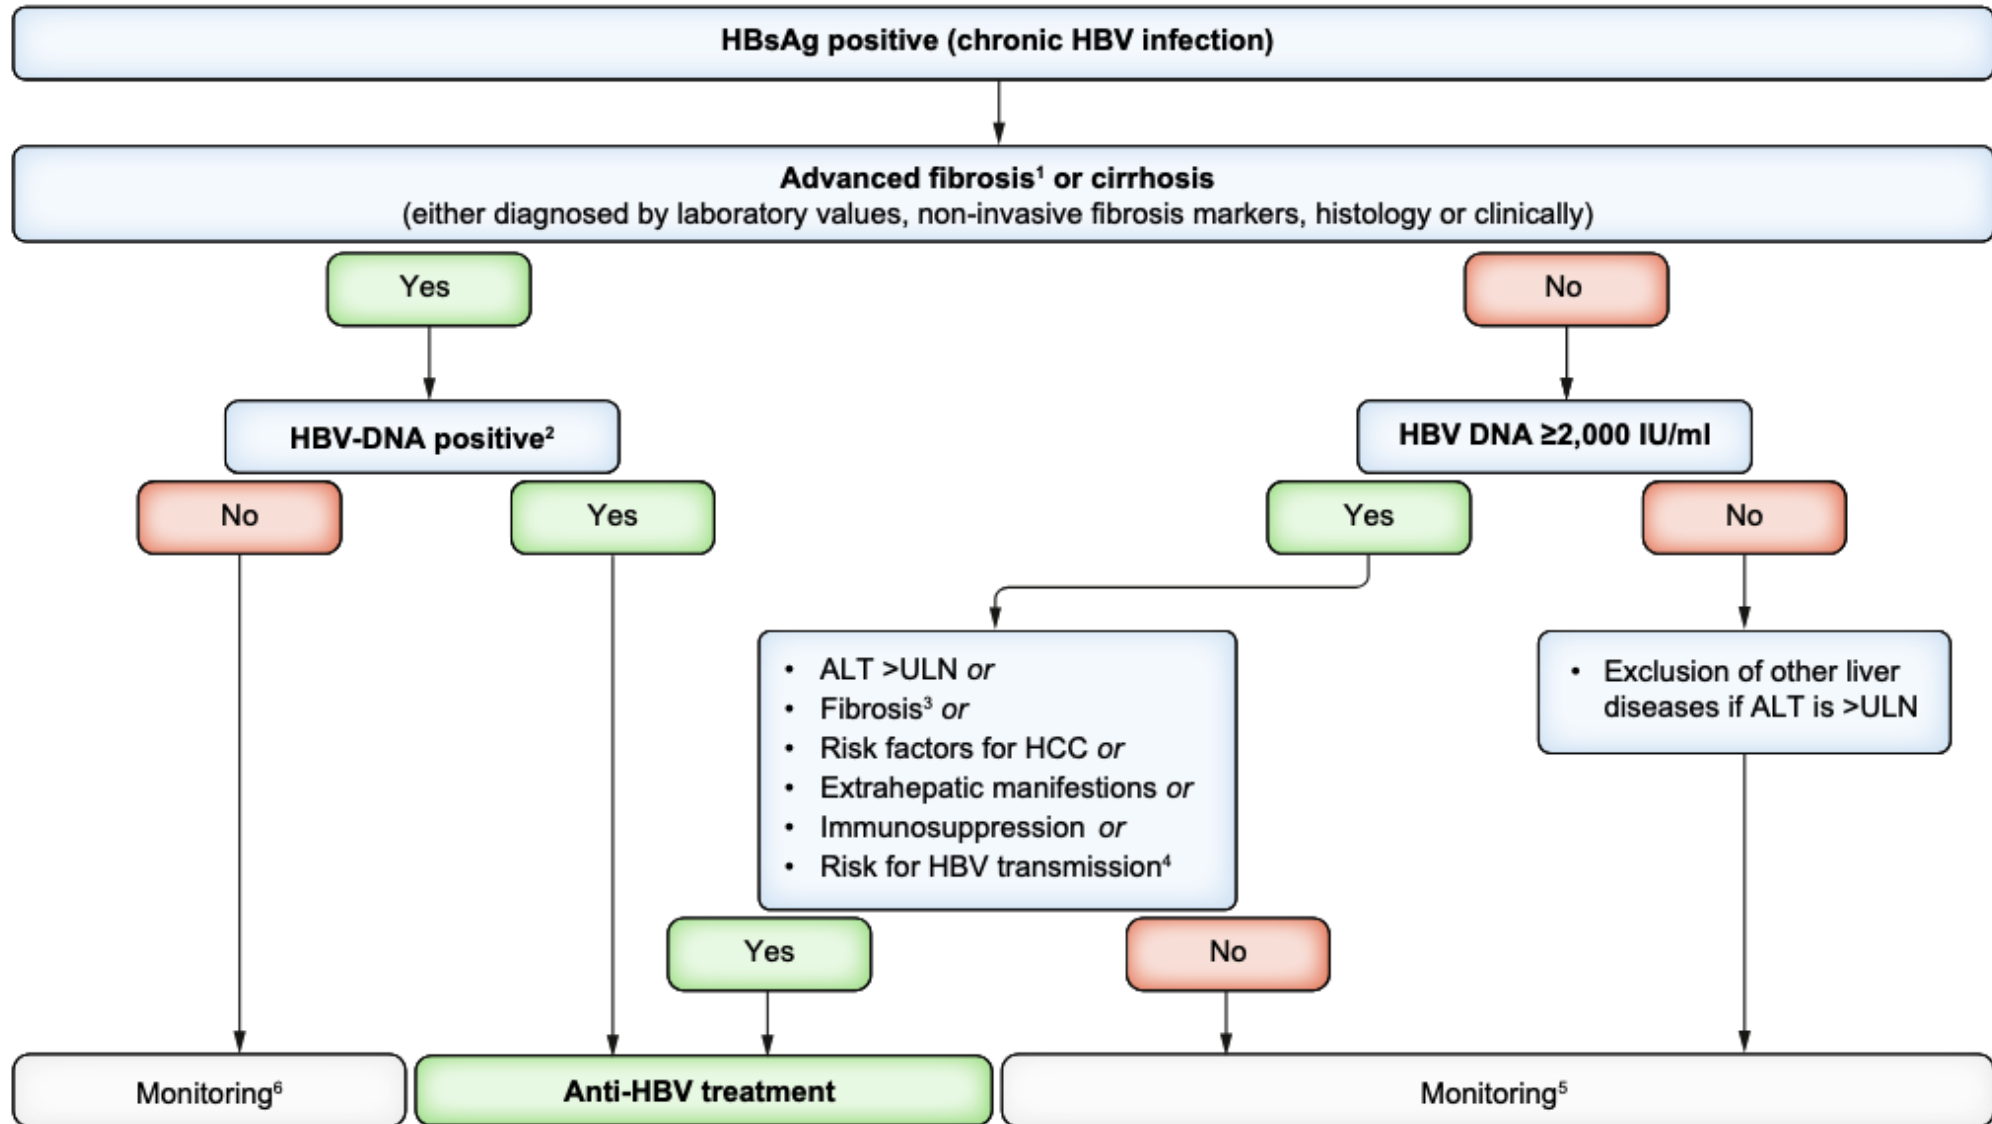 HBsAg positive (chronic HBV infection)
Advanced fibrosis¹ or cirrhosis
(either diagnosed by laboratory values, non-invasive fibrosis markers, histology or clinically)
Yes
No
HBV-DNA positive²
HBV DNA ≥2,000 IU/ml
No
Yes
Yes
No
• ALT >ULN or
• Fibrosis³ or
• Risk factors for HCC or
• Extrahepatic manifestions or
• Immunosuppression or
• Risk for HBV transmission⁴
• Exclusion of other liver
diseases if ALT is >ULN
Yes
No
Monitoring⁶
Anti-HBV treatment
Monitoring⁵